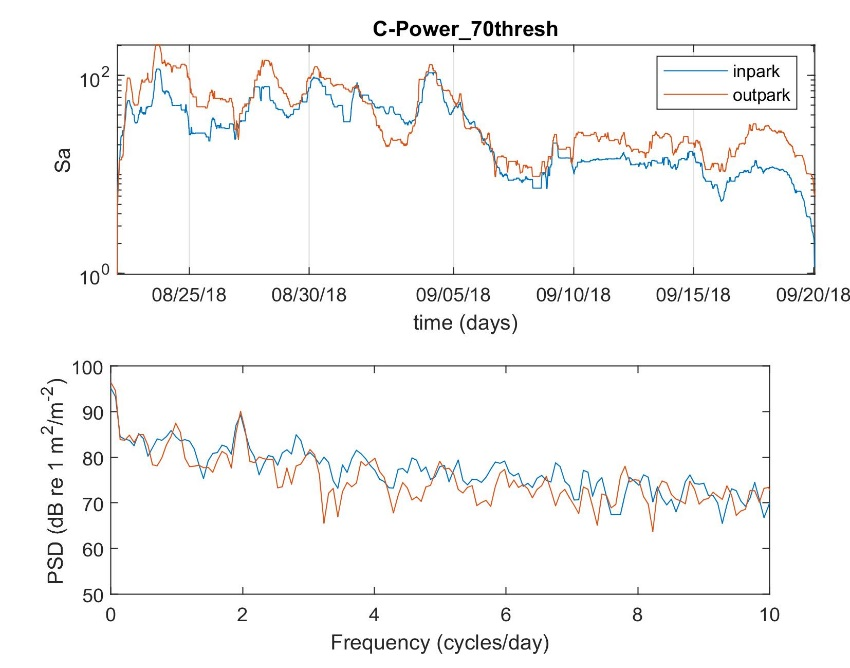 C-Power_70thresh
10^2
10^0
Sa
inpark
outpark
08/25/18 08/30/18 09/05/18 09/10/18 09/15/18 09/20/18
time (days)
100
90
80
70
60
50
PSD (dB re 1 m^2/m^-2)
0 2 4 6 8 10
Frequency (cycles/day)